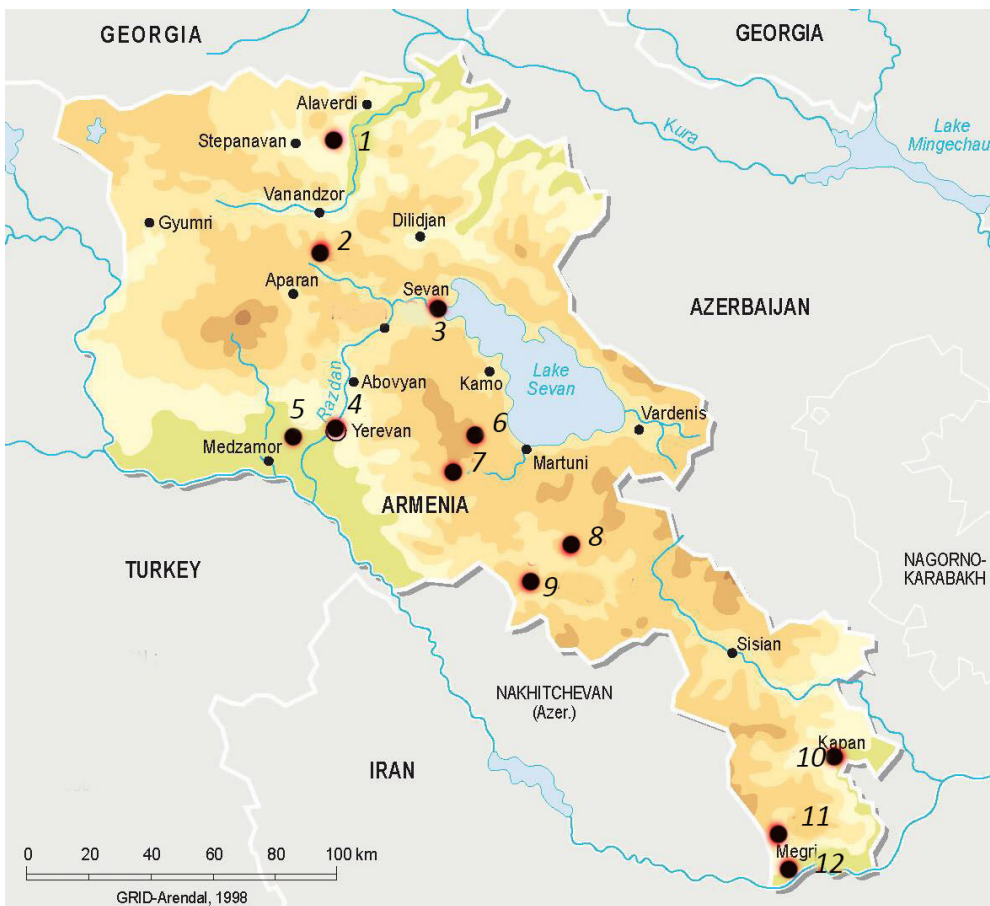 GEORGIA
GEORGIA
Alaverdi
1
Stepanavan
Kura
Lake
Mingechau
Vanandzor
Gyumri
Dilidjan
2
Aparan
Sevan
3
AZERBAIJAN
Razdan
Abovyan
Kamo
Lake
Sevan
4
5
Yerevan
6
Vardenis
Medzamor
7
Martuni
ARMENIA
8
TURKEY
9
NAGORNO-
KARABAKH
Sisian
NAKHITCHEVAN
(Azer.)
Kapan
10
IRAN
11
Megri
12
0 20 40 60 80 100 km
GRID-Arendal, 1998